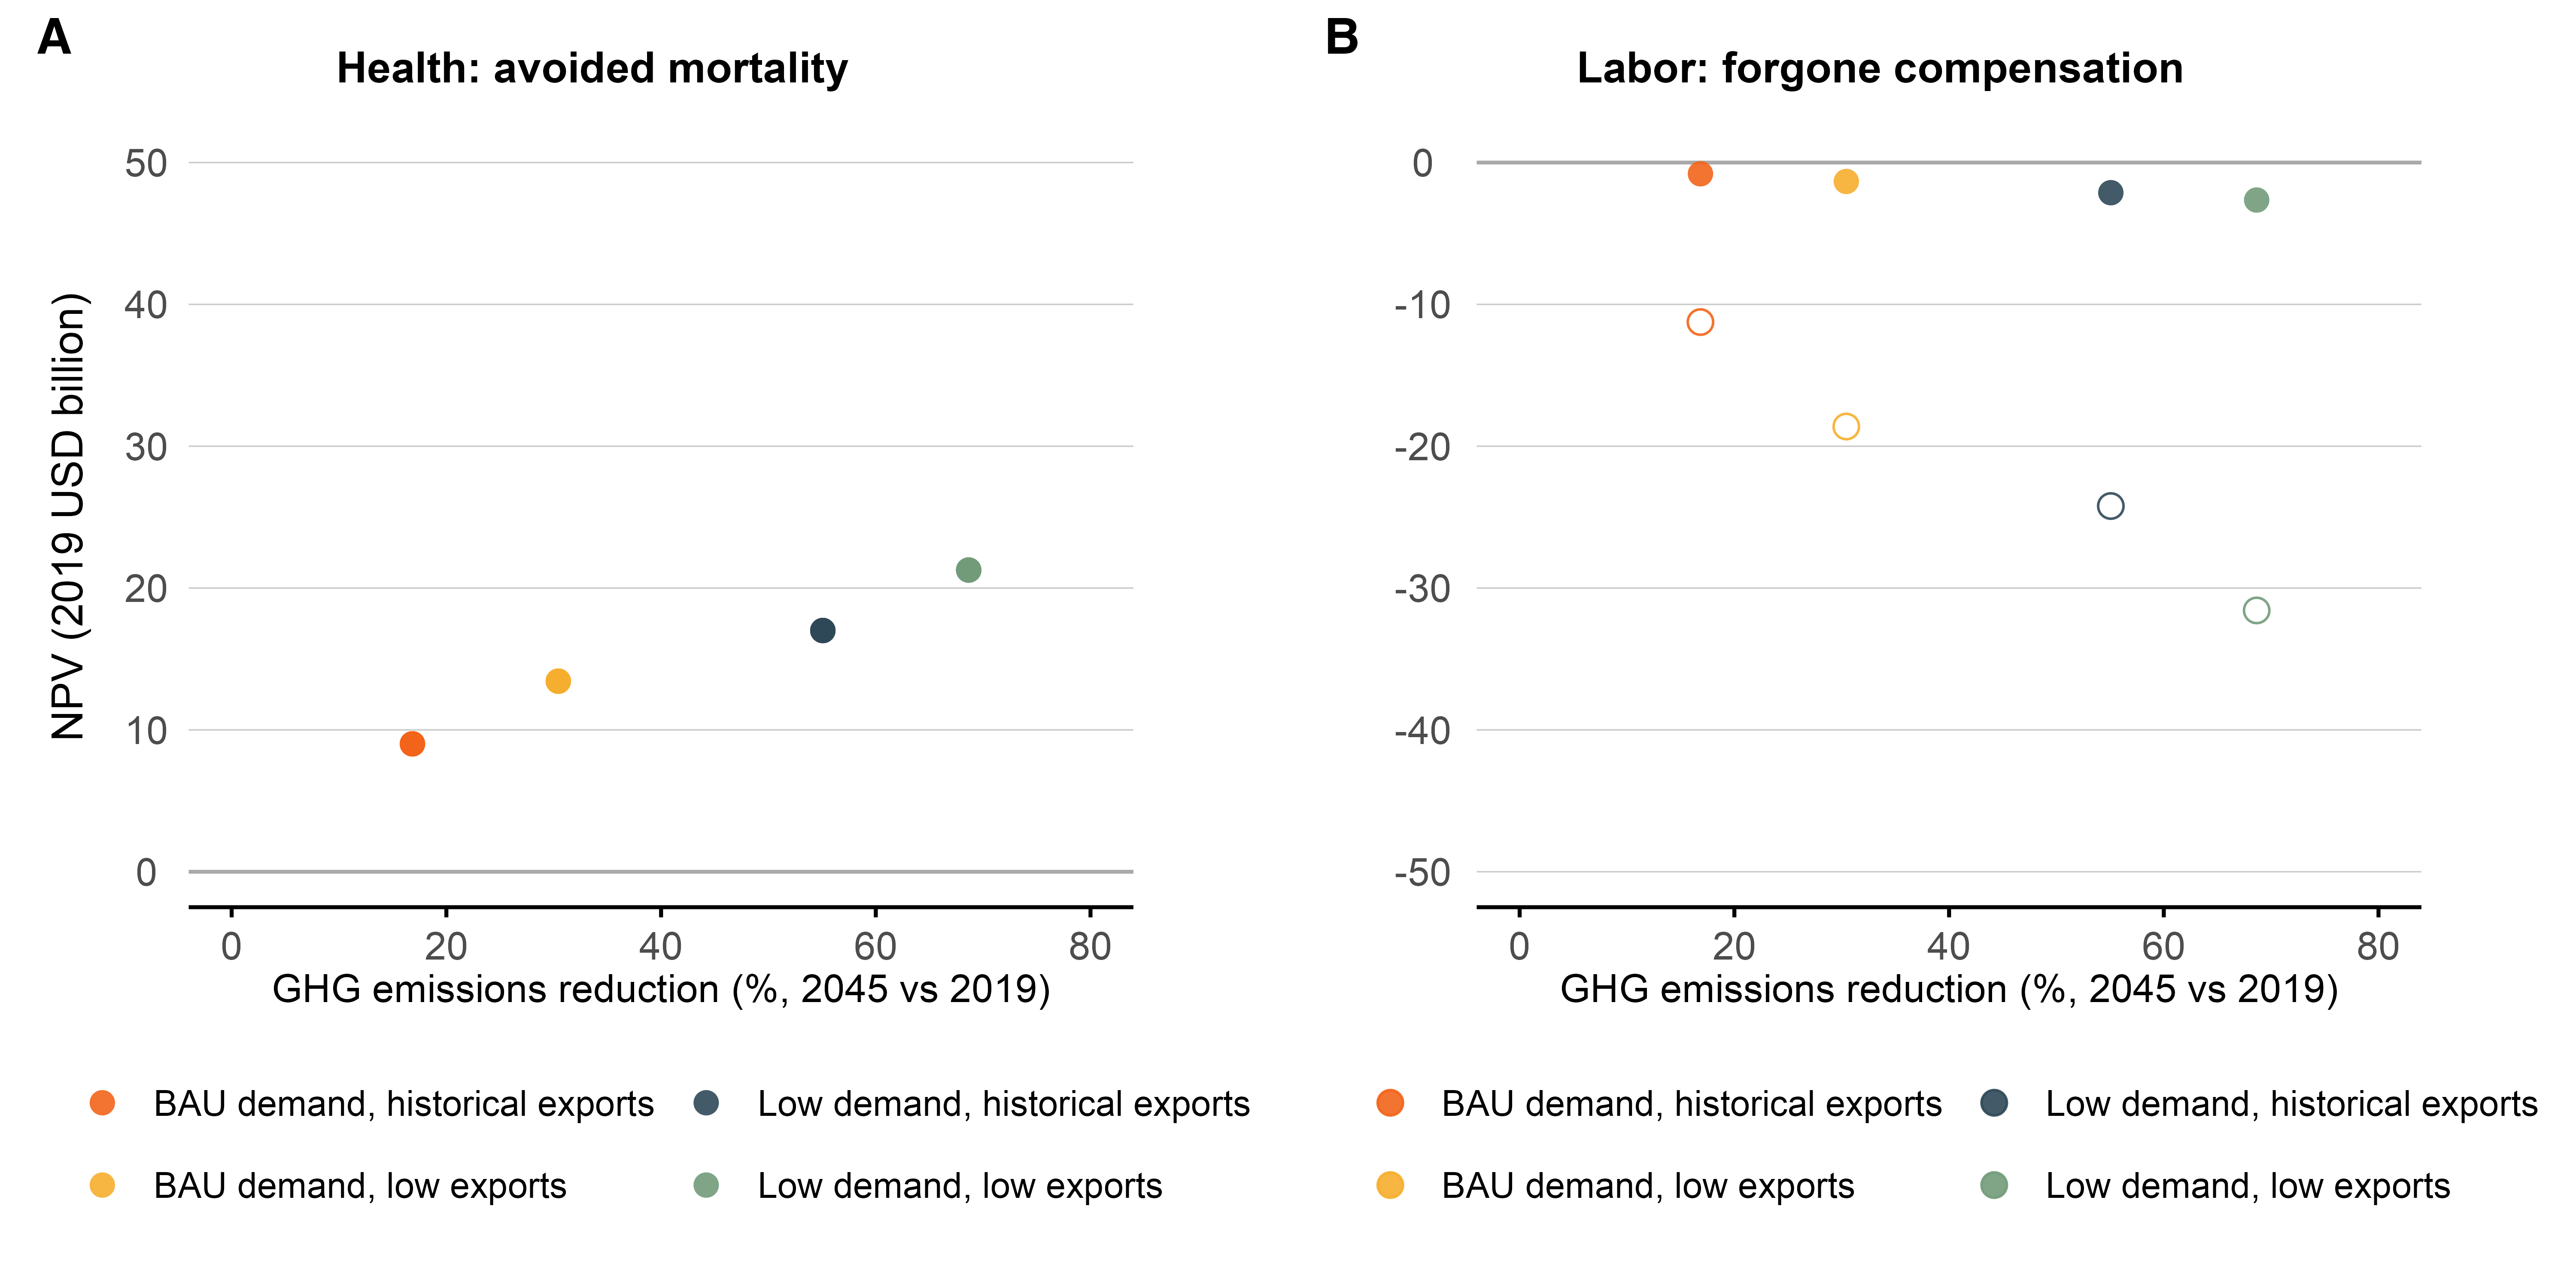 A
Health: avoided mortality
NPV (2019 USD billion)
50
40
30
20
10
0
0 20 40 60 80
GHG emissions reduction (%, 2045 vs 2019)
BAU demand, historical exports
Low demand, historical exports
BAU demand, low exports
Low demand, low exports
B
Labor: forgone compensation
0
-10
-20
-30
-40
-50
0 20 40 60 80
GHG emissions reduction (%, 2045 vs 2019)
BAU demand, historical exports
Low demand, historical exports
BAU demand, low exports
Low demand, low exports